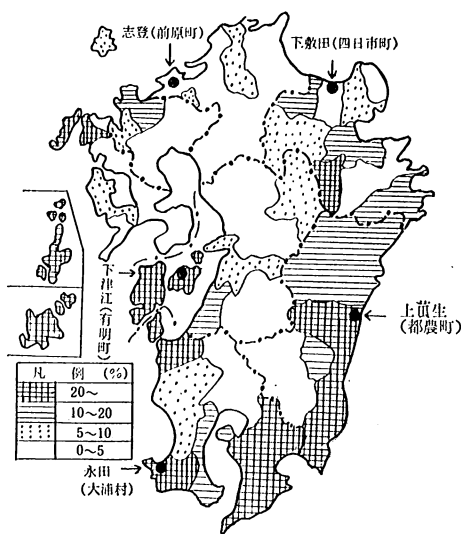 志登(前原町)
下敷田(四日市町)
下津江(有明町)
上苗生
(都農町)
凡 例 (%)
20~
10~20
5~10
0~5
永田
(大浦村)